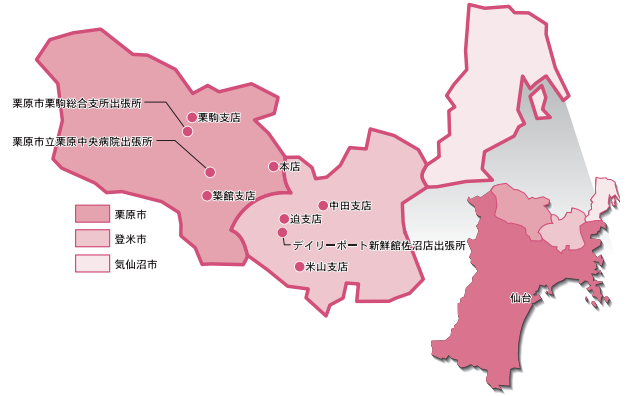 栗原市栗駒総合支所出張所
栗駒支店
栗原市立栗原中央病院出張所
本店
築館支店
中田支店
迫支店
デイリーポート新鮮館佐沼店出張所
米山支店
栗原市
登米市
気仙沼市
仙台